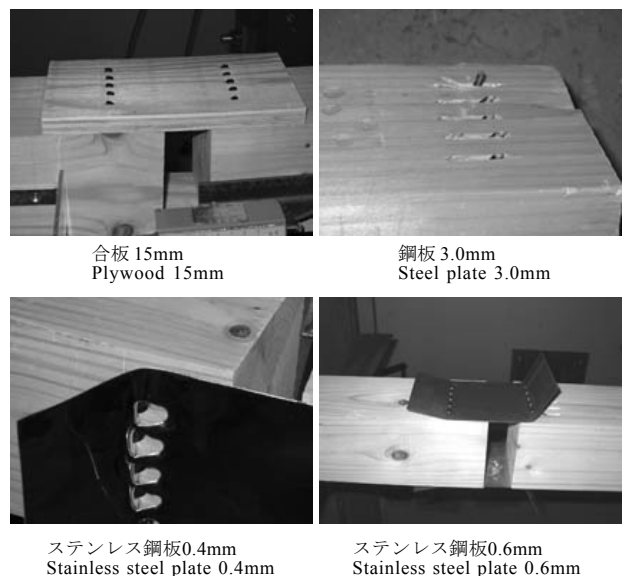 合板 15mm
Plywood 15mm
鋼板 3.0mm
Steel plate 3.0mm
ステンレス鋼板0.4mm
Stainless steel plate 0.4mm
ステンレス鋼板0.6mm
Stainless steel plate 0.6mm